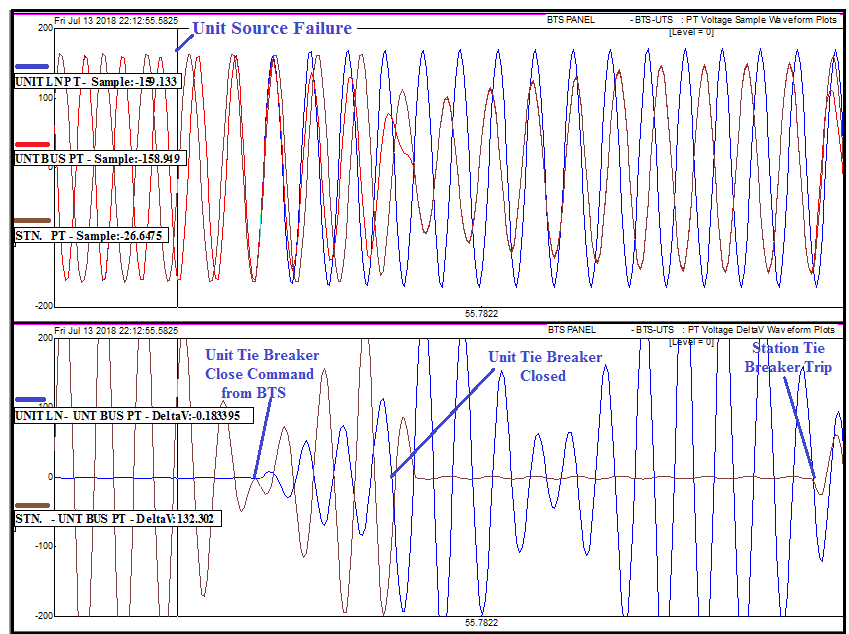 Fri Jul 13 2018 22:12:55.5825
BTS PANEL - BTS-UTS : PT Voltage Sample Waveform Plots
[Level = 0]
200
Unit Source Failure
UNIT LNPT - Sample:-159.133
100
UNT BUS PT - Sample:-158.949
STN. PT - Sample:-26.6475
-200
55.7822
Fri Jul 13 2018 22:12:55.5825
BTS PANEL - BTS-UTS : PT Voltage DeltaV Waveform Plots
[Level = 0]
200
Unit Tie Breaker
Close Command
from BTS
Unit Tie Breaker
Closed
Station Tie
Breaker Trip
UNIT LN - UNT BUS PT - DeltaV:-0.183395
0
STN. - UNT BUS PT - DeltaV:132.302
-100
-200
55.7822